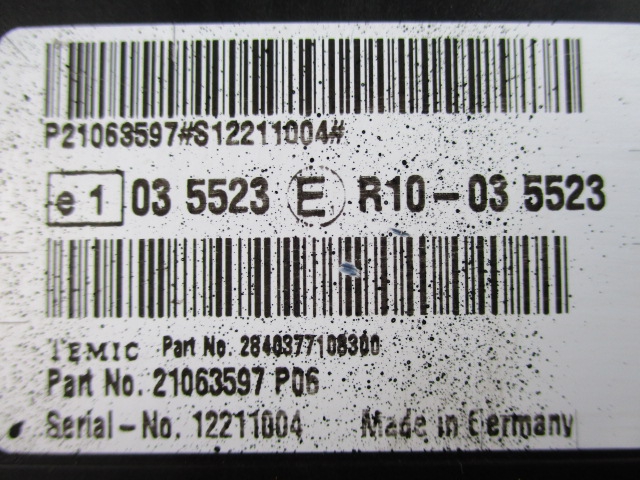 P21063597#S12211004#
e1 03 5523 E R10-03 5523
TEMIC Part No. 2840377108300
Part No. 21063597 P06
Serial-No. 12211004 Made in Germany